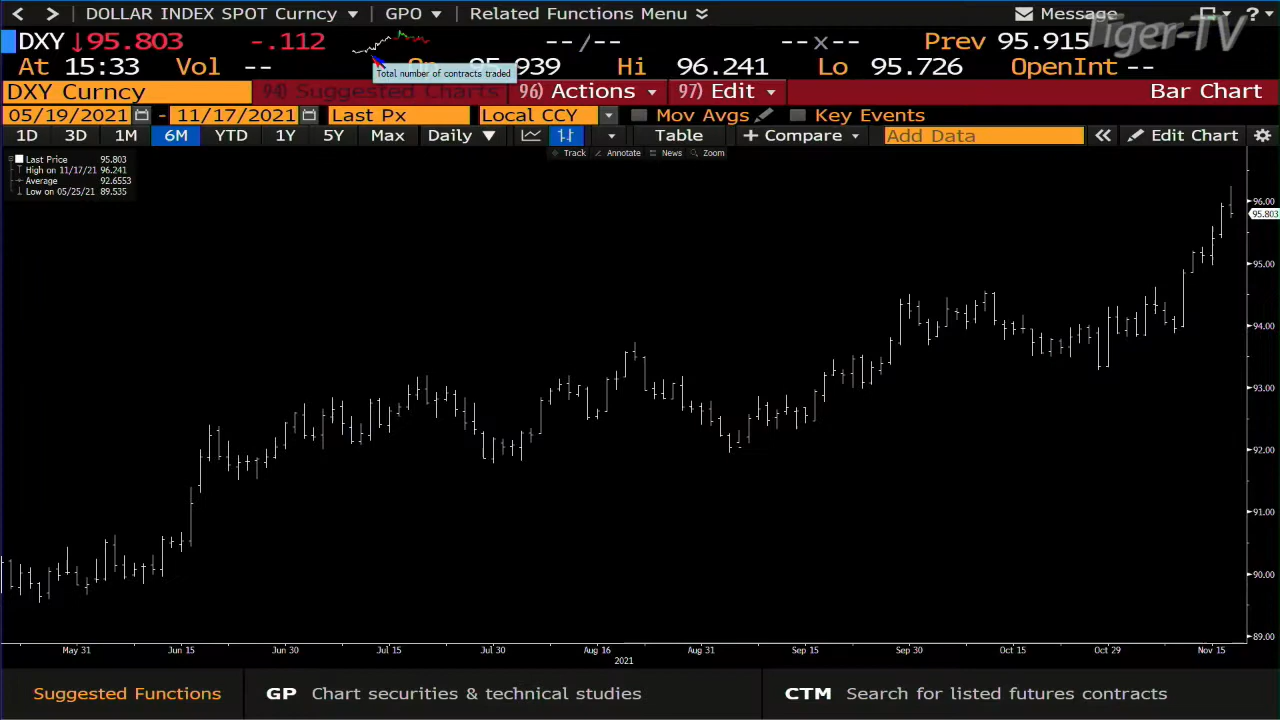 DOLLAR INDEX SPOT Curncy GPO Related Functions Menu Message ?
Tiger-TV
DXY ↓95.803 -.112 --/-- --x-- Prev 95.915
At 15:33 Vol -- 95.939 Hi 96.241 Lo 95.726 OpenInt --
Total number of contracts traded
DXY Curncy 94) Suggested Charts 96) Actions 97) Edit Bar Chart
05/19/2021 - 11/17/2021 Last Px Local CCY Mov Avgs Key Events
1D 3D 1M 6M YTD 1Y 5Y Max Daily ▼ Table + Compare Add Data « Edit Chart
Track Annotate News Zoom
Last Price 95.803
High on 11/17/21 96.241
Average 92.6553
Low on 05/25/21 89.535
96.00
95.803
95.00
94.00
93.00
92.00
91.00
90.00
89.00
May 31 Jun 15 Jun 30 Jul 15 Jul 30 Aug 16 Aug 31 Sep 15 Sep 30 Oct 15 Oct 29 Nov 15
2021
Suggested Functions GP Chart securities & technical studies CTM Search for listed futures contracts